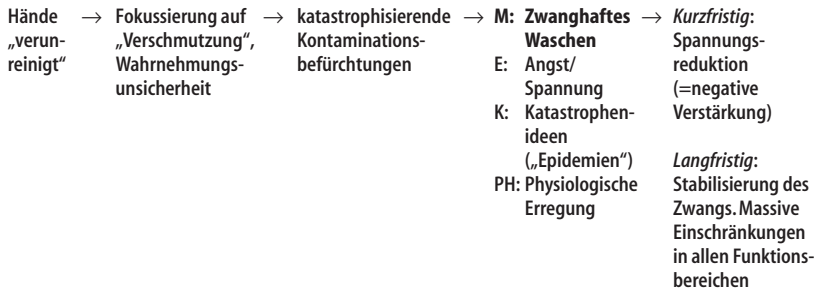 Hände
„verun-
reinigt“
→
Fokussierung auf
„Verschmutzung“,
Wahrnehmungs-
unsicherheit
→
katastrophisierende
Kontaminations-
befürchtungen
→
M: Zwanghaftes
Waschen
E: Angst/
Spannung
K: Katastrophen-
ideen
(„Epidemien“)
PH: Physiologische
Erregung
→
Kurzfristig:
Spannungs-
reduktion
(=negative
Verstärkung)
Langfristig:
Stabilisierung des
Zwangs. Massive
Einschränkungen
in allen Funktions-
bereichen